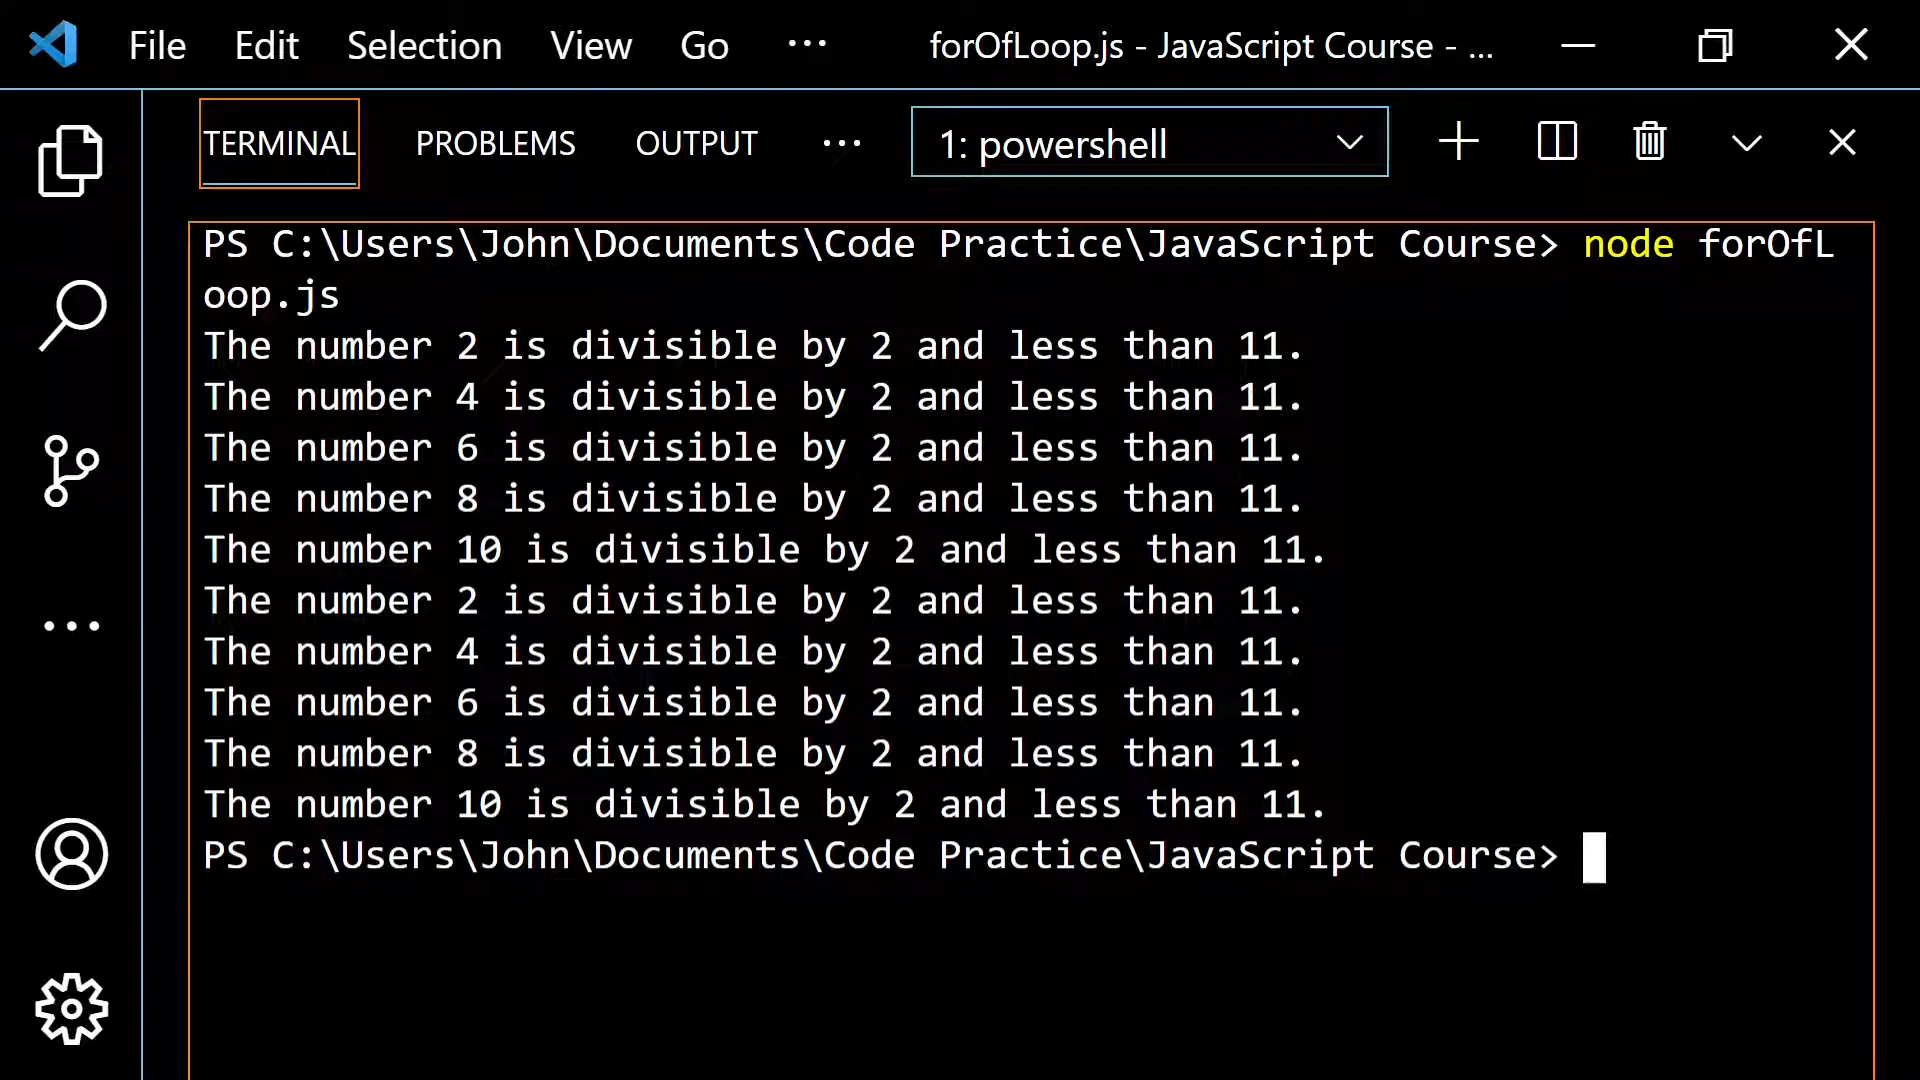 File Edit Selection View Go ··· forOfLoop.js - JavaScript Course - ...
TERMINAL PROBLEMS OUTPUT ··· 1: powershell
PS C:\Users\John\Documents\Code Practice\JavaScript Course> node forOfL
oop.js
The number 2 is divisible by 2 and less than 11.
The number 4 is divisible by 2 and less than 11.
The number 6 is divisible by 2 and less than 11.
The number 8 is divisible by 2 and less than 11.
The number 10 is divisible by 2 and less than 11.
The number 2 is divisible by 2 and less than 11.
The number 4 is divisible by 2 and less than 11.
The number 6 is divisible by 2 and less than 11.
The number 8 is divisible by 2 and less than 11.
The number 10 is divisible by 2 and less than 11.
PS C:\Users\John\Documents\Code Practice\JavaScript Course>